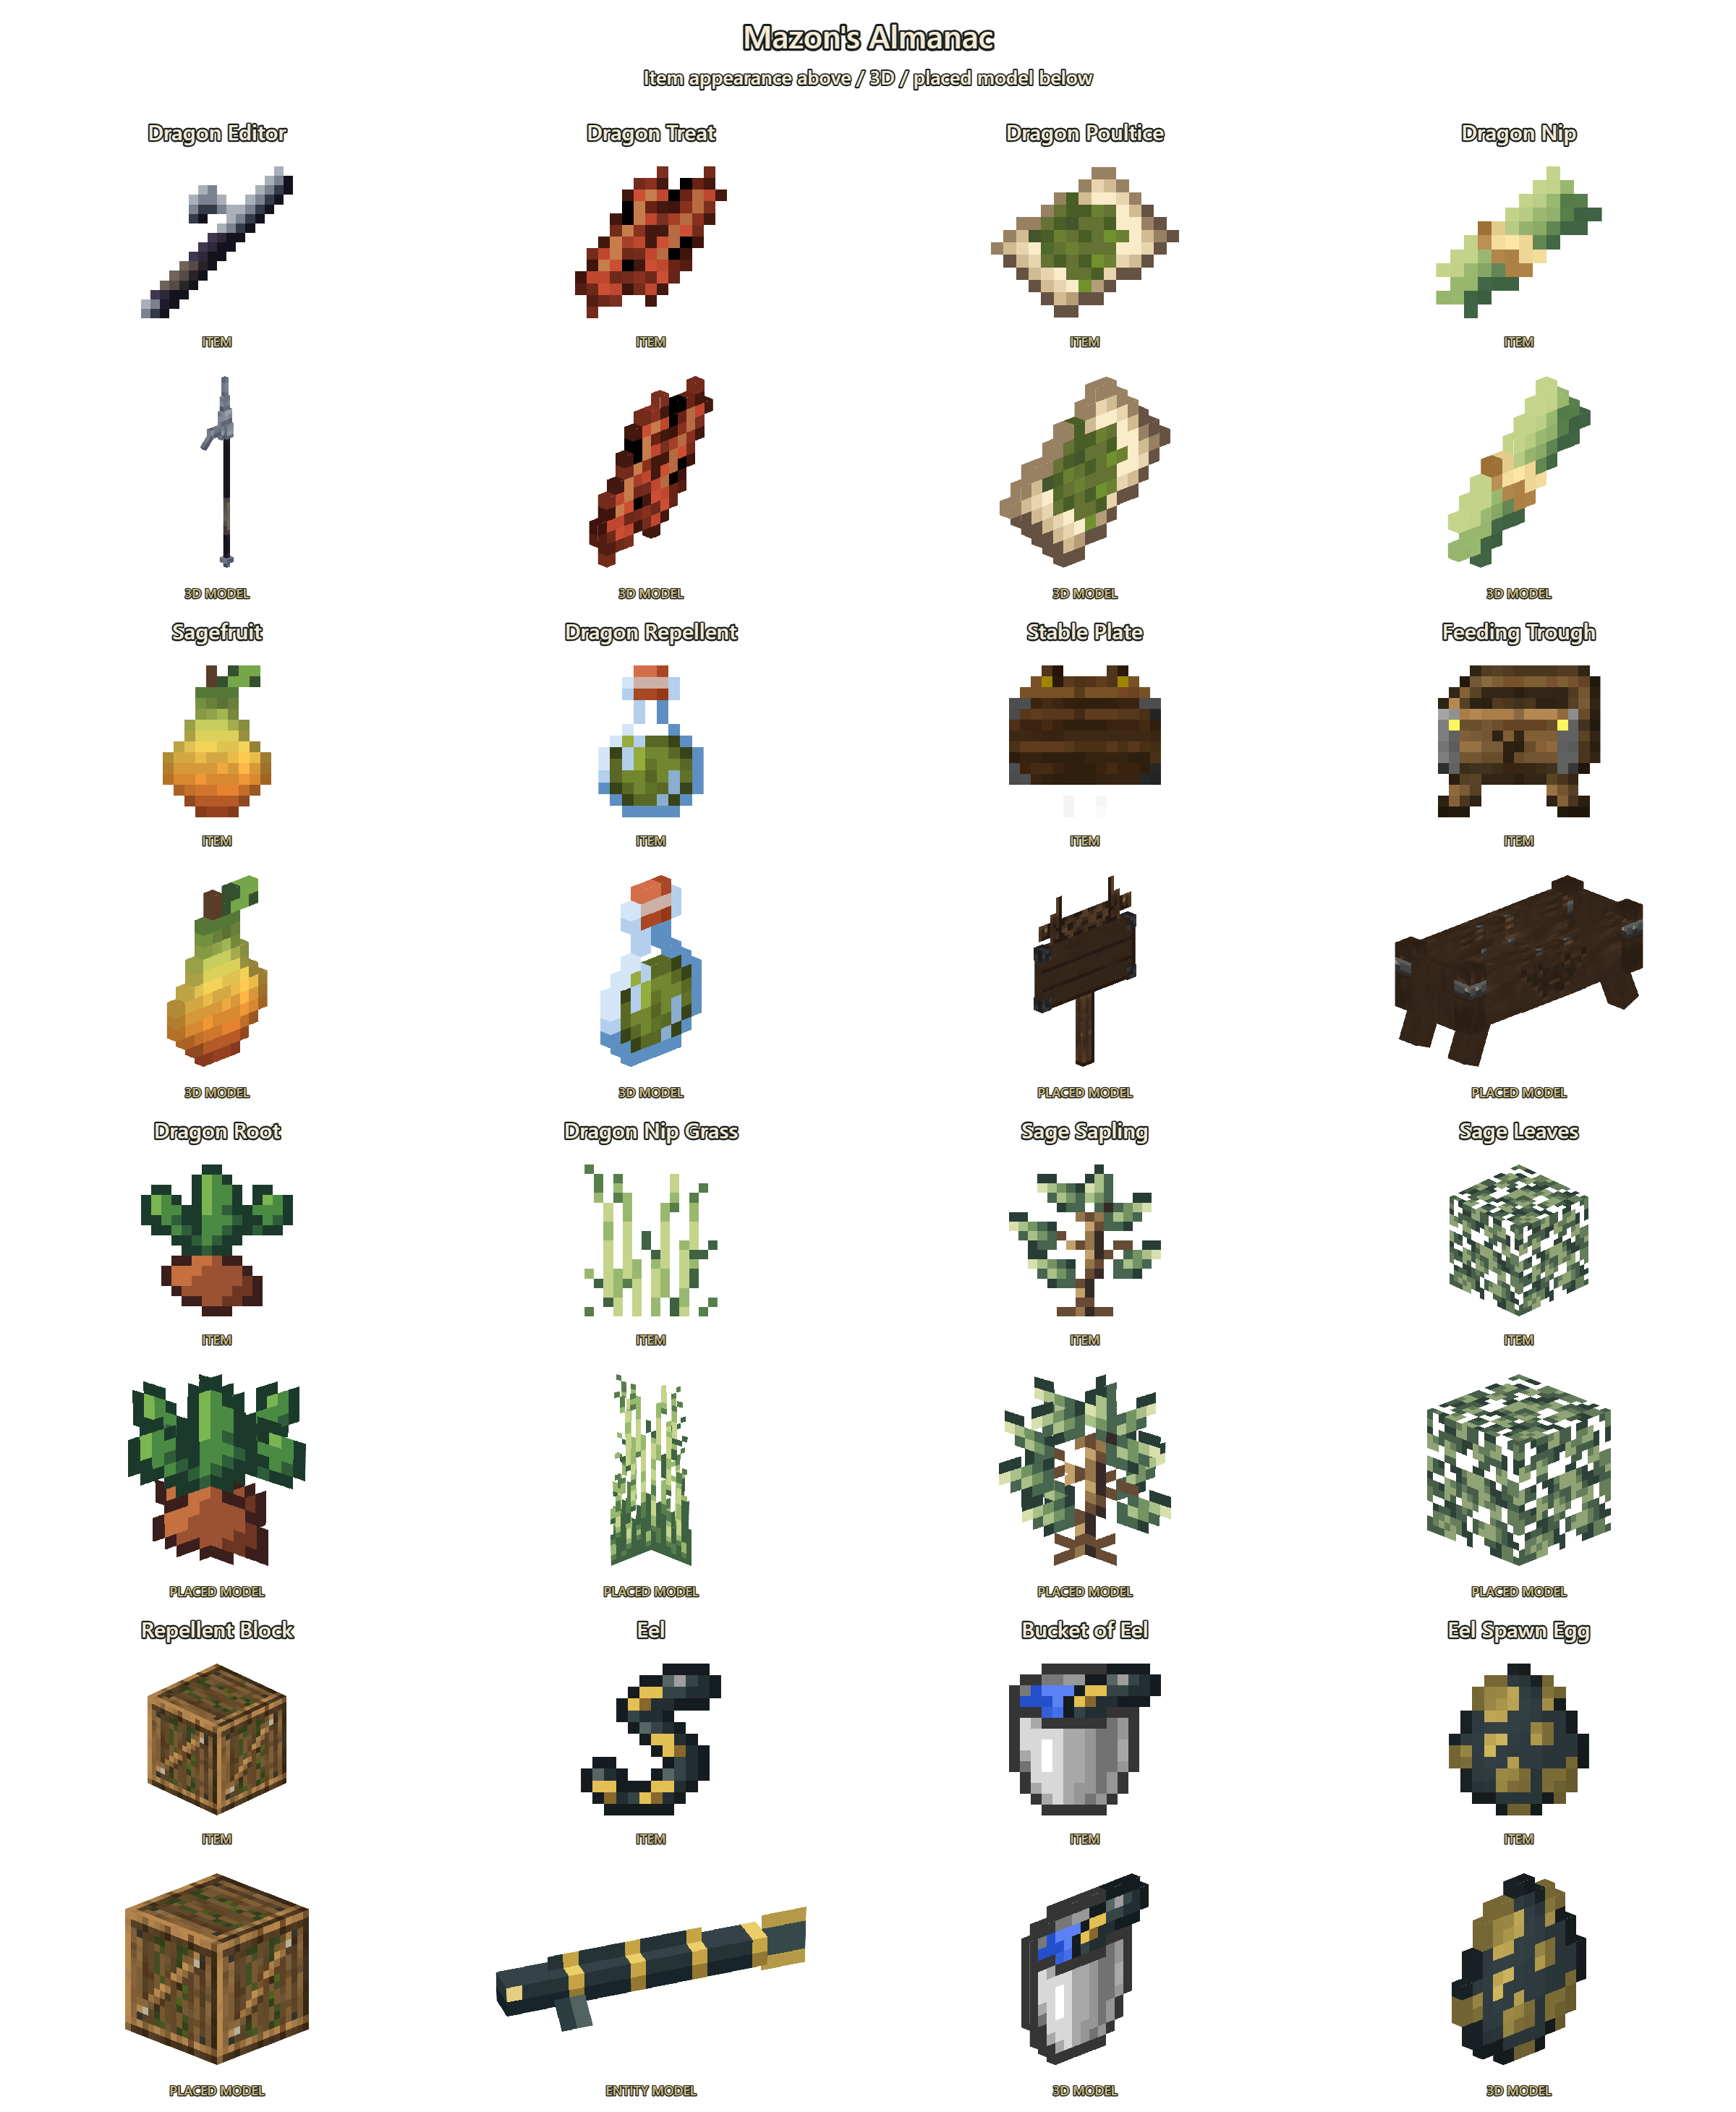 Mazon's Almanac
Item appearance above / 3D / placed model below
Dragon Editor
Dragon Treat
Dragon Poultice
Dragon Nip
ITEM
ITEM
ITEM
ITEM
3D MODEL
3D MODEL
3D MODEL
3D MODEL
Sagefruit
Dragon Repellent
Stable Plate
Feeding Trough
ITEM
ITEM
ITEM
ITEM
3D MODEL
3D MODEL
PLACED MODEL
PLACED MODEL
Dragon Root
Dragon Nip Grass
Sage Sapling
Sage Leaves
ITEM
ITEM
ITEM
ITEM
PLACED MODEL
PLACED MODEL
PLACED MODEL
PLACED MODEL
Repellent Block
Eel
Bucket of Eel
Eel Spawn Egg
ITEM
ITEM
ITEM
ITEM
PLACED MODEL
ENTITY MODEL
3D MODEL
3D MODEL